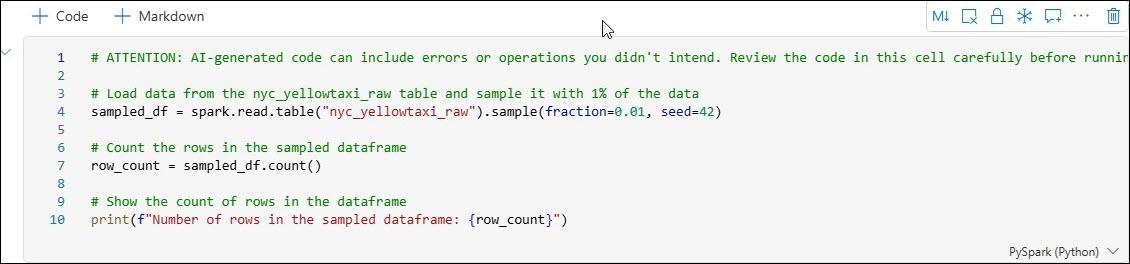 Code Markdown M↓ ...
1 # ATTENTION: AI-generated code can include errors or operations you didn't intend. Review the code in this cell carefully before
2
3 # Load data from the nyc_yellowtaxi_raw table and sample it with 1% of the data
4 sampled_df = spark.read.table("nyc_yellowtaxi_raw").sample(fraction=0.01, seed=42)
5
6 # Count the rows in the sampled dataframe
7 row_count = sampled_df.count()
8
9 # Show the count of rows in the dataframe
10 print(f"Number of rows in the sampled dataframe: {row_count}")
PySpark (Python)